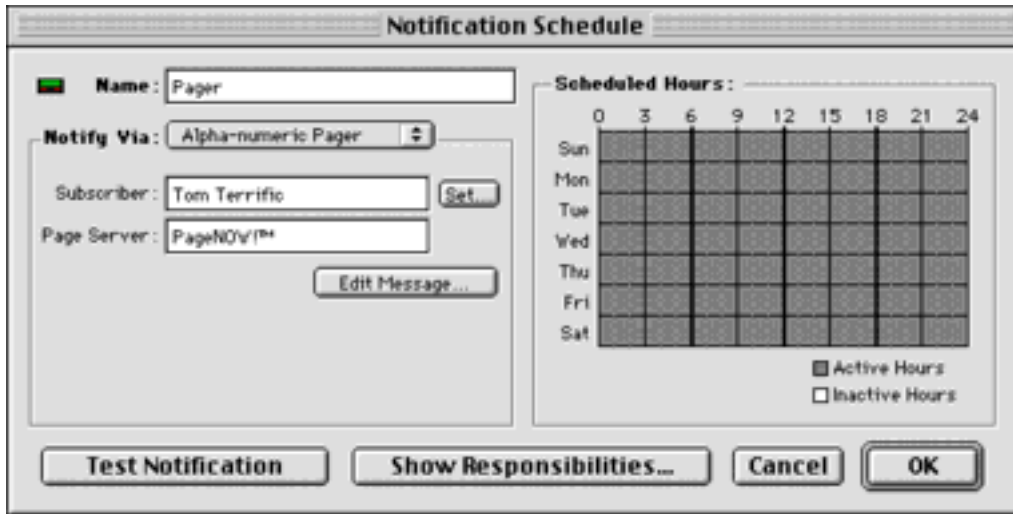 Notification Schedule
Name: Pager
Notify Via: Alpha-numeric Pager
Subscriber: Tom Terrific Set...
Page Server: PageNOW!™
Edit Message...
Scheduled Hours:
0 3 6 9 12 15 18 21 24
Sun
Mon
Tue
Wed
Thu
Fri
Sat
Active Hours
Inactive Hours
Test Notification Show Responsibilities... Cancel OK